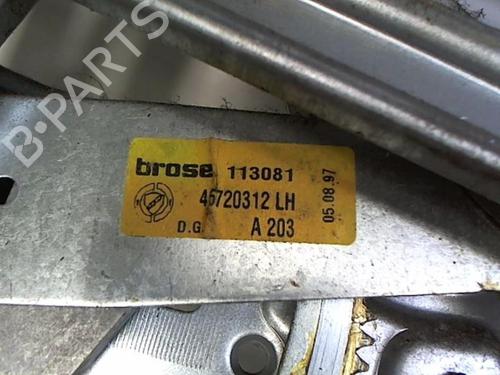 B-PARTS
brose 113081
46720312 LH
D.G. A 203
05.08.97